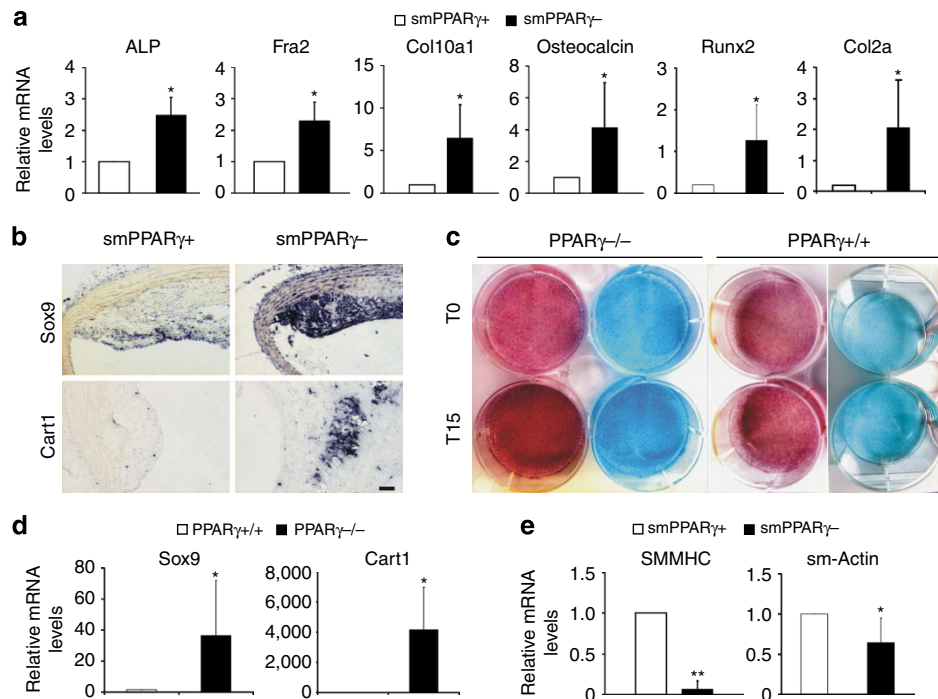 a
smPPARγ+ smPPARγ–
ALP Fra2 Col10a1 Osteocalcin Runx2 Col2a
Relative mRNA
levels
4 3 2 1 0 *
4 3 2 1 0 *
15 10 5 0 *
8 6 4 2 0 *
3 2 1 0 *
4 3 2 1 0 *
b
smPPARγ+ smPPARγ–
Sox9
Cart1
c
PPARγ–/– PPARγ+/+
T0
T15
d
PPARγ+/+ PPARγ–/–
Sox9 Cart1
Relative mRNA
levels
80 60 40 20 0 *
8,000 6,000 4,000 2,000 0 *
e
smPPARγ+ smPPARγ–
SMMHC sm-Actin
Relative mRNA
levels
1.5 1.0 0.5 0 **
1.5 1.0 0.5 0 *